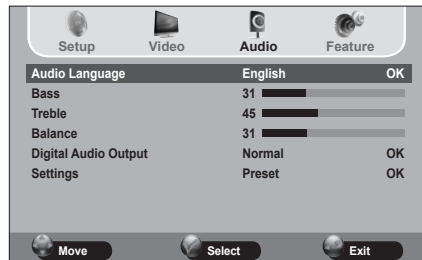 Setup Video Audio Feature
Audio Language English OK
Bass 31
Treble 45
Balance 31
Digital Audio Output Normal OK
Settings Preset OK
Move Select Exit